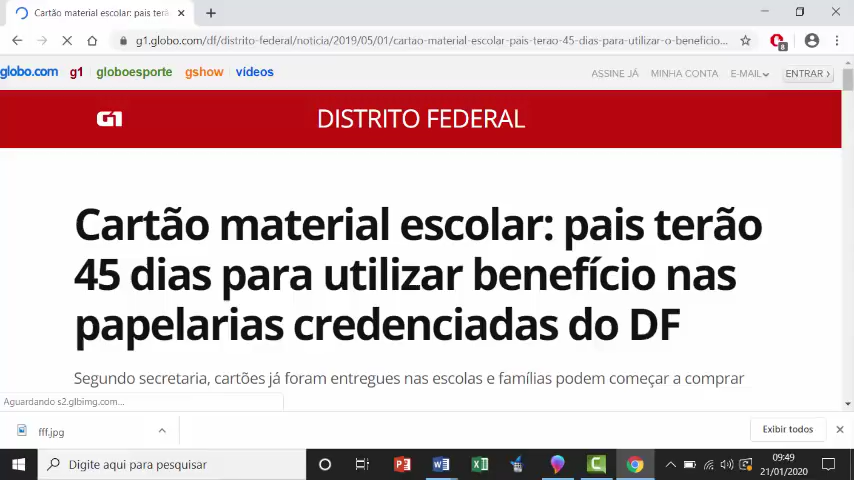 Cartão material escolar: pais terã
g1.globo.com/df/distrito-federal/noticia/2019/05/01/cartao-material-escolar-pais-terao-45-dias-para-utilizar-o-beneficio...
6
globo.com g1 globoesporte gshow vídeos ASSINE JÁ MINHA CONTA E-MAIL ENTRAR
G1 DISTRITO FEDERAL
Cartão material escolar: pais terão
45 dias para utilizar benefício nas
papelarias credenciadas do DF
Segundo secretaria, cartões já foram entregues nas escolas e famílias podem começar a comprar
Aguardando s2.glbimg.com...
fff.jpg Exibir todos
Digite aqui para pesquisar
09:49
21/01/2020